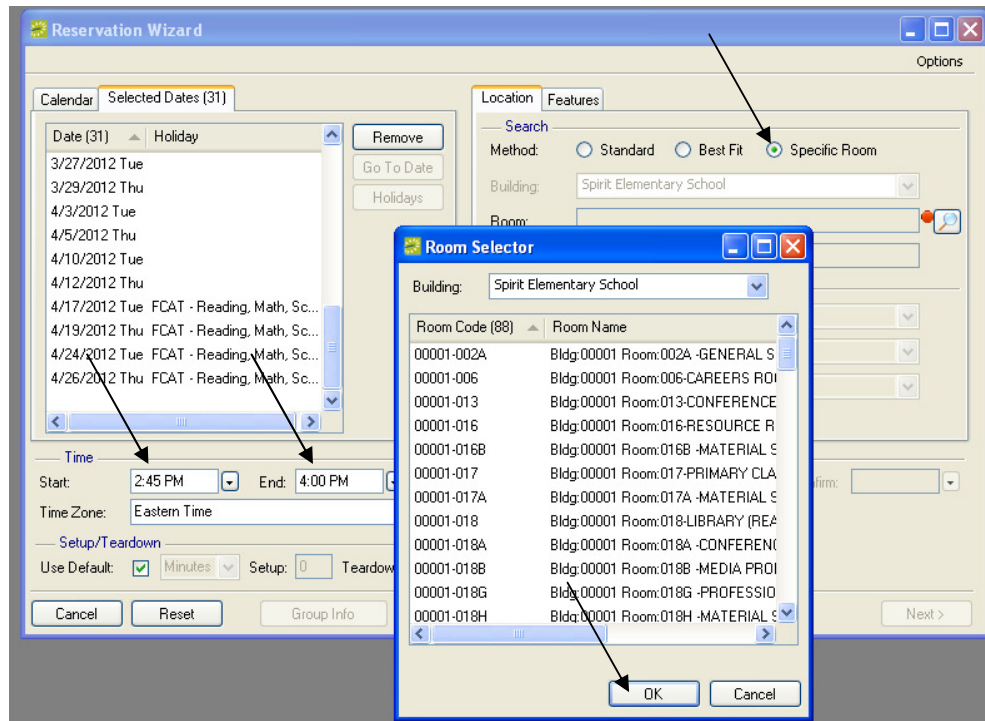 Reservation Wizard
Options
Calendar Selected Dates (31)
Date (31) Holiday
3/27/2012 Tue
3/29/2012 Thu
4/3/2012 Tue
4/5/2012 Thu
4/10/2012 Tue
4/12/2012 Thu
4/17/2012 Tue FCAT - Reading, Math, Sc...
4/19/2012 Thu FCAT - Reading, Math, Sc...
4/24/2012 Tue FCAT - Reading, Math, Sc...
4/26/2012 Thu FCAT - Reading, Math, Sc...
Remove
Go To Date
Holidays
Time
Start: 2:45 PM End: 4:00 PM
Time Zone: Eastern Time
Setup/Teardown
Use Default: Minutes Setup: 0 Teardow
Cancel Reset Group Info
Location Features
Search
Method: Standard Best Fit Specific Room
Building: Spirit Elementary School
Room:
Room Selector
Building: Spirit Elementary School
Room Code (88) Room Name
00001-002A Bldg:00001 Room:002A -GENERAL S
00001-006 Bldg:00001 Room:006-CAREERS ROO
00001-013 Bldg:00001 Room:013-CONFERENCE
00001-016 Bldg:00001 Room:016-RESOURCE R
00001-016B Bldg:00001 Room:016B -MATERIAL S
00001-017 Bldg:00001 Room:017-PRIMARY CLA
00001-017A Bldg:00001 Room:017A -MATERIAL S
00001-018 Bldg:00001 Room:018-LIBRARY (REA
00001-018A Bldg:00001 Room:018A -CONFEREN
00001-018B Bldg:00001 Room:018B -MEDIA PRO
00001-018G Bldg:00001 Room:018G -PROFESSIO
00001-018H Bldg:00001 Room:018H -MATERIAL S
OK Cancel
nfirm:
Next >